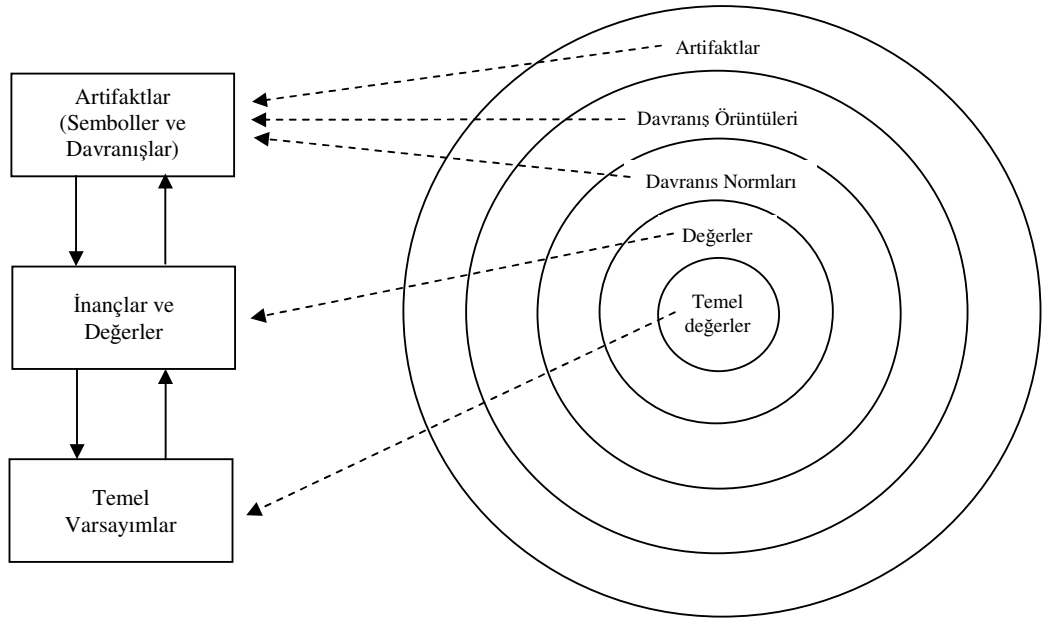 Artifaktlar
(Semboller ve
Davranışlar)
İnançlar ve
Değerler
Temel
Varsayımlar
Artifaktlar
Davranış Örüntüleri
Davranıs Normları
Değerler
Temel
değerler